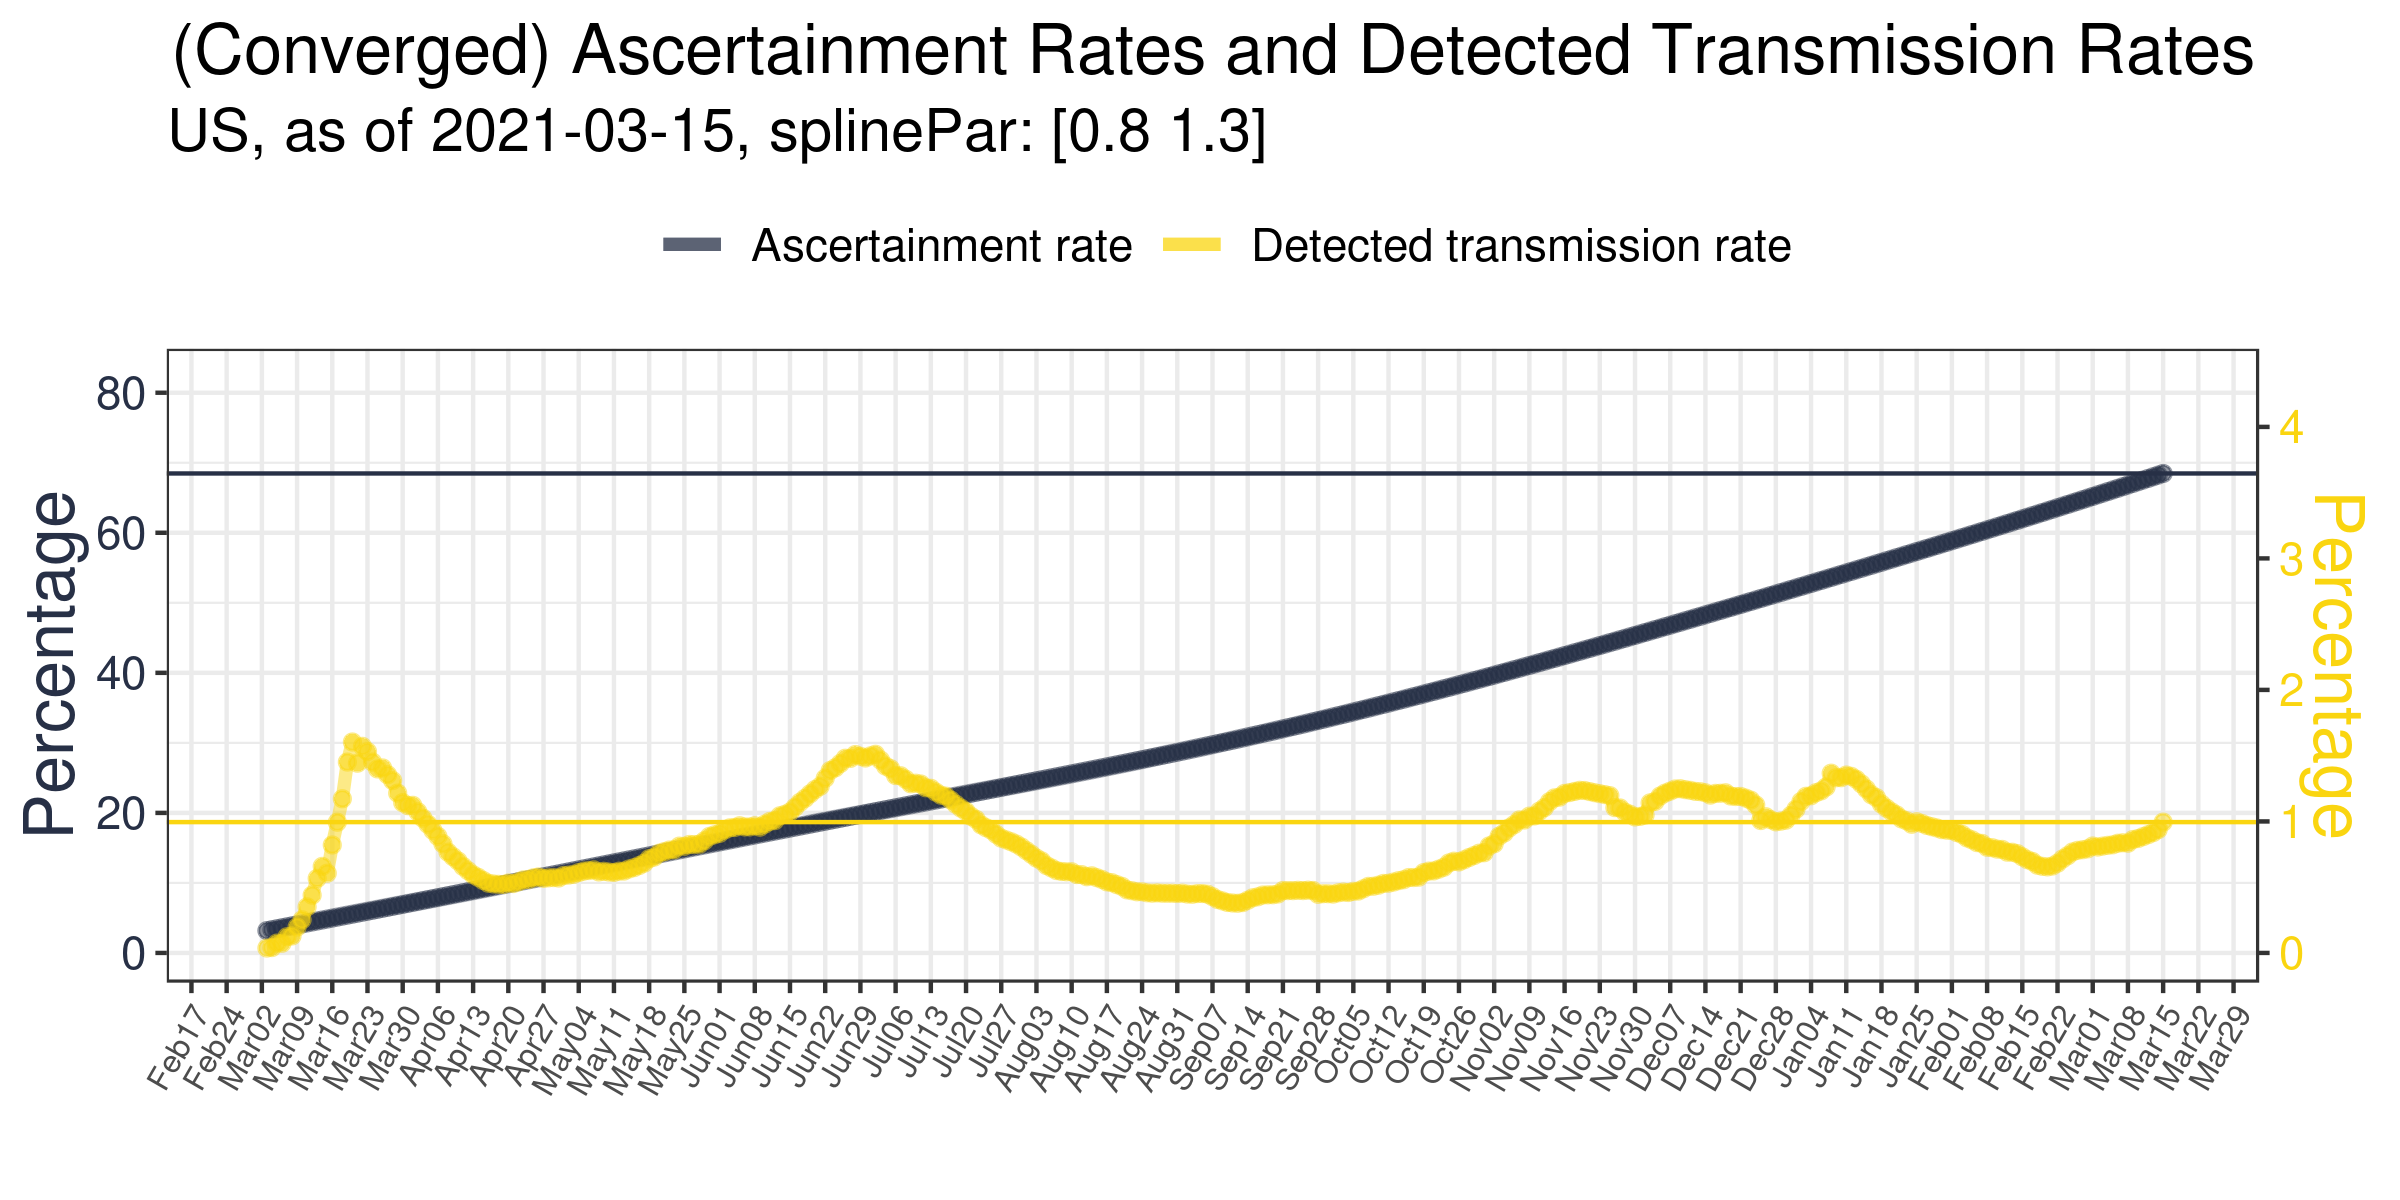 (Converged) Ascertainment Rates and Detected Transmission Rates
US, as of 2021-03-15, splinePar: [0.8 1.3]
Ascertainment rate Detected transmission rate
Percentage
80
60
40
20
0
4
3
2
1
0
Percentage
Feb17 Feb24 Mar02 Mar09 Mar16 Mar23 Mar30 Apr06 Apr13 Apr20 Apr27 May04 May11 May18 May25 Jun01 Jun08 Jun15 Jun22 Jun29 Jul06 Jul13 Jul20 Jul27 Aug03 Aug10 Aug17 Aug24 Aug31 Sep07 Sep14 Sep21 Sep28 Oct05 Oct12 Oct19 Oct26 Nov02 Nov09 Nov16 Nov23 Nov30 Dec07 Dec14 Dec21 Dec28 Jan04 Jan11 Jan18 Jan25 Feb01 Feb08 Feb15 Feb22 Mar01 Mar08 Mar15 Mar22 Mar29